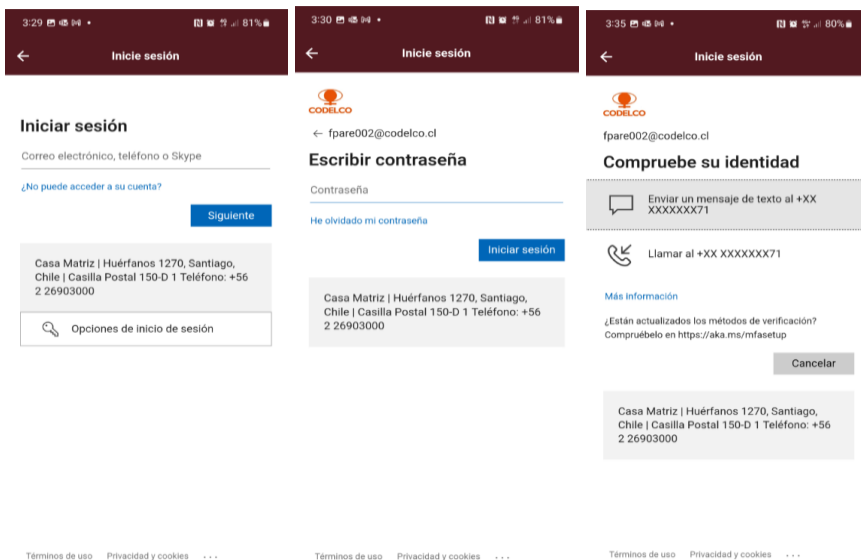 3:29
81%
Inicie sesión
Iniciar sesión
Correo electrónico, teléfono o Skype
¿No puede acceder a su cuenta?
Siguiente
Casa Matriz | Huérfanos 1270, Santiago,
Chile | Casilla Postal 150-D 1 Teléfono: +56
2 26903000
Opciones de inicio de sesión
Términos de uso Privacidad y cookies ...
3:30
81%
Inicie sesión
CODELCO
← fpare002@codelco.cl
Escribir contraseña
Contraseña
He olvidado mi contraseña
Iniciar sesión
Casa Matriz | Huérfanos 1270, Santiago,
Chile | Casilla Postal 150-D 1 Teléfono: +56
2 26903000
Términos de uso Privacidad y cookies ...
3:35
80%
Inicie sesión
CODELCO
fpare002@codelco.cl
Compruebe su identidad
Enviar un mensaje de texto al +XX
XXXXXXX71
Llamar al +XX XXXXXXX71
Más información
¿Están actualizados los métodos de verificación?
Compruébelo en https://aka.ms/mfasetup
Cancelar
Casa Matriz | Huérfanos 1270, Santiago,
Chile | Casilla Postal 150-D 1 Teléfono: +56
2 26903000
Términos de uso Privacidad y cookies ...